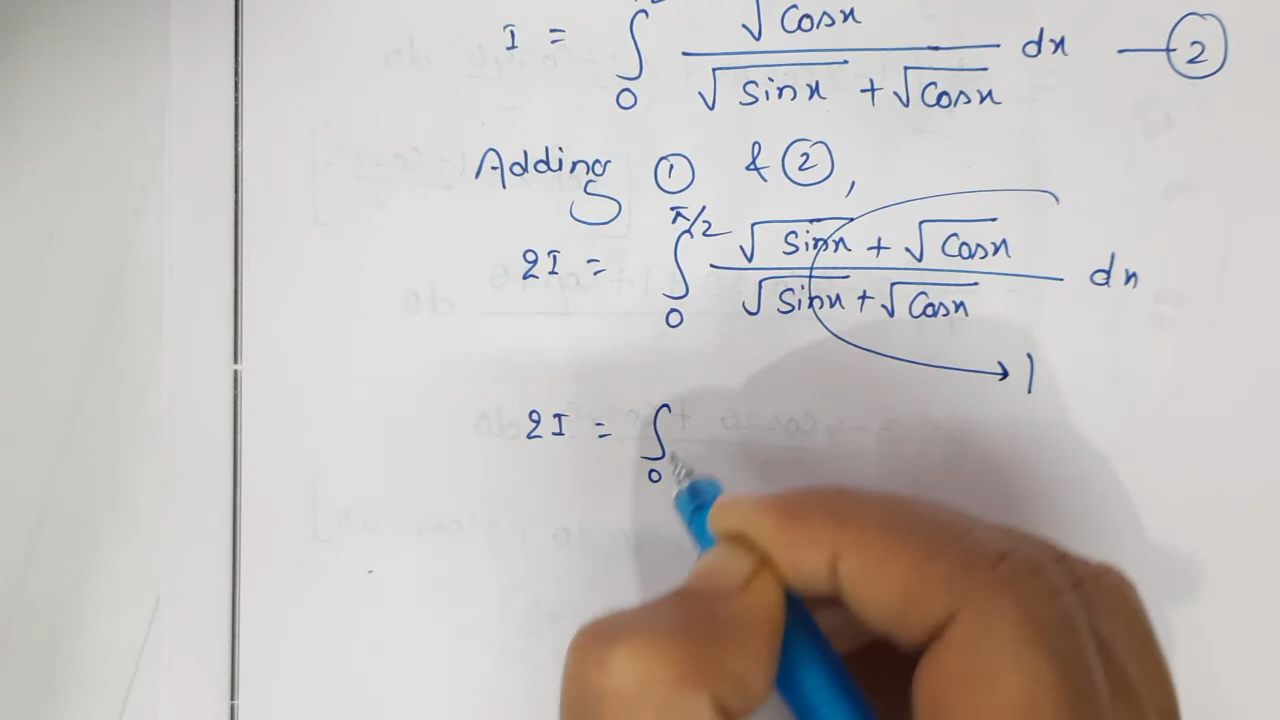 I = ∫₀ √Cosx / (√Sinx + √Cosx) dx — ②
Adding ① & ②,
2I = ∫₀^π/2 (√Sinx + √Cosx) / (√Sinx + √Cosx) dx
→ 1
2I = ∫₀